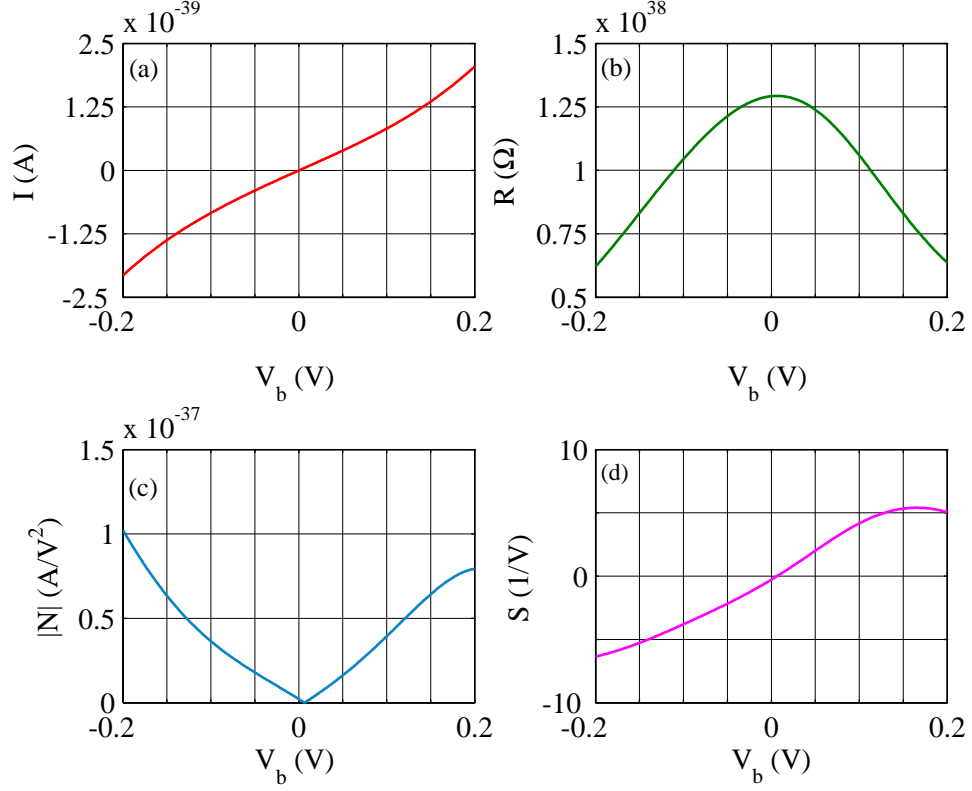 x 10^-39
2.5
1.25
0
-1.25
-2.5
-0.2
0
0.2
I (A)
V_b (V)
(a)
x 10^38
1.5
1.25
1
0.75
0.5
-0.2
0
0.2
R (Ω)
V_b (V)
(b)
x 10^-37
1.5
1
0.5
0
-0.2
0
0.2
|N| (A/V^2)
V_b (V)
(c)
10
0
-10
-0.2
0
0.2
S (1/V)
V_b (V)
(d)